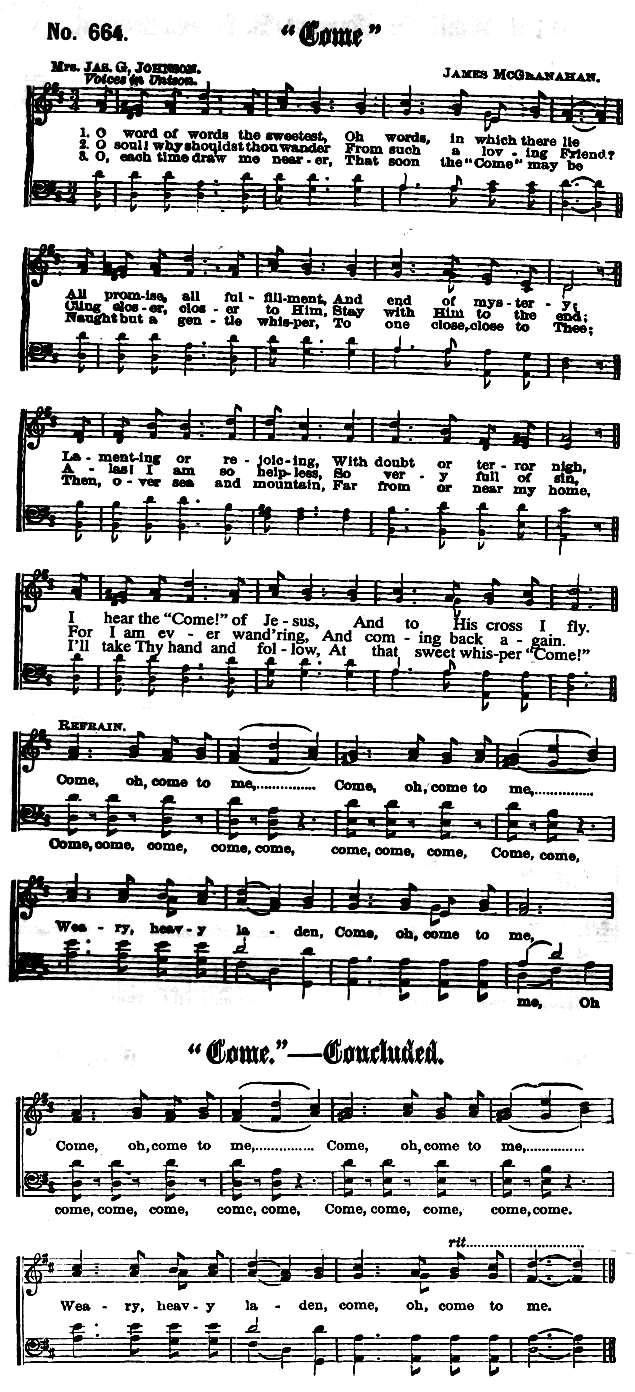 No. 664.
“Come”
Mrs. Jas. G. Johnson.
Voices in Unison.
James McGranahan.
1. O word of words the sweetest, Oh words, in which there lie
2. O soul! why shouldst thou wander From such a lov - ing Friend?
3. O, each time draw me near - er, That soon the “Come” may be
All prom-ise, all ful - fill-ment, And end of mys - ter - y;
Cling clos-er, clos - er to Him, Stay with Him to the end;
Naught but a gen - tle whis-per, To one close, close to Thee;
La - ment-ing or re - joic-ing, With doubt or ter - ror nigh,
A - las! I am so help-less, So ver - y full of sin,
Then, o - ver sea and mountain, Far from or near my home,
I hear the “Come!” of Je - sus, And to His cross I fly.
For I am ev - er wand'ring, And com - ing back a - gain.
I'll take Thy hand and fol - low, At that sweet whis-per “Come!”
Refrain.
Come, oh, come to me,............... Come, oh, come to me,..............
Come, come, come, come, come, come, come, come, Come, come,
Wea - ry, heav - y la - den, Come, oh, come to me,
me, Oh
“Come.”—Concluded.
Come, oh, come to me,............... Come, oh, come to me,...............
come, come, come, come, come, Come, come, come, come, come.
rit..........................
Wea - ry, heav - y la - den, come, oh, come to me.